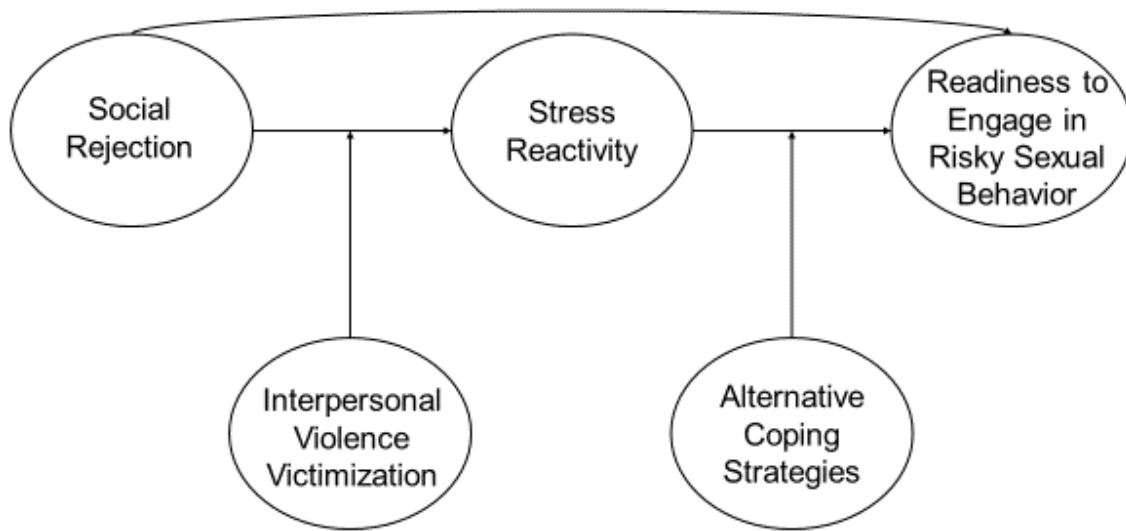 Social
Rejection
Stress
Reactivity
Readiness to
Engage in
Risky Sexual
Behavior
Interpersonal
Violence
Victimization
Alternative
Coping
Strategies